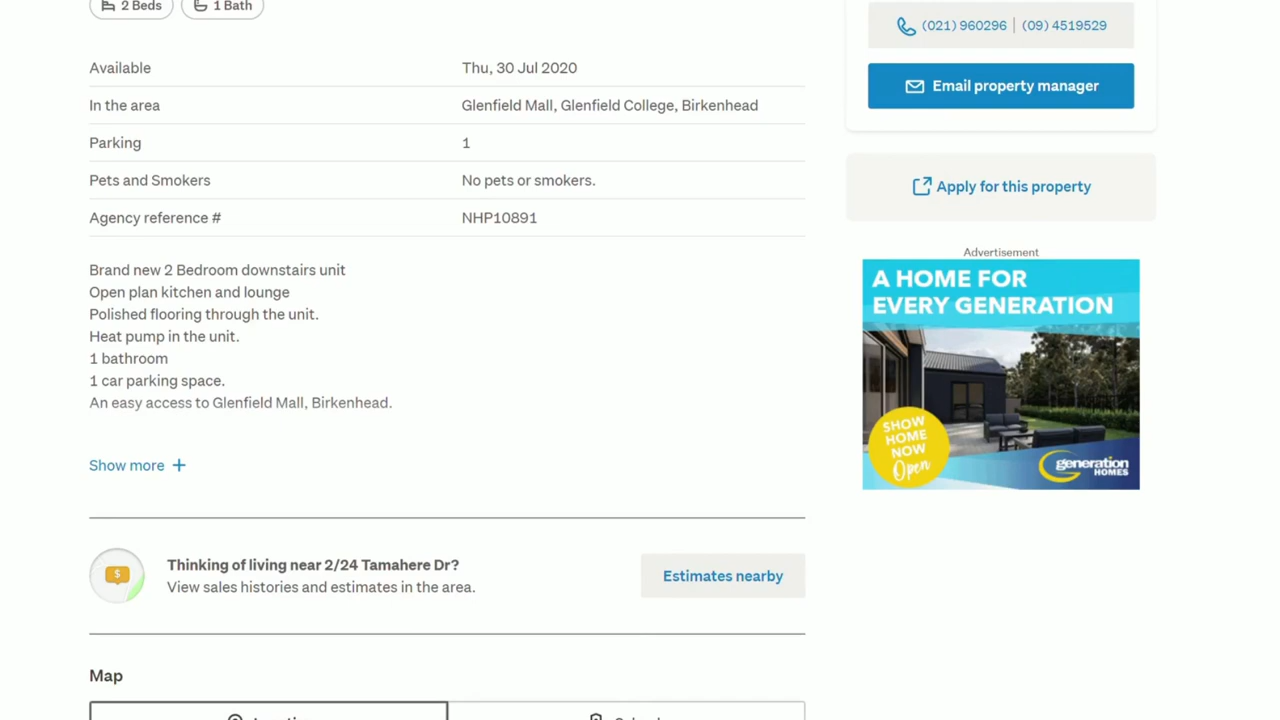 2 Beds 1 Bath
(021) 960296 | (09) 4519529
Available Thu, 30 Jul 2020
Email property manager
In the area Glenfield Mall, Glenfield College, Birkenhead
Parking 1
Pets and Smokers No pets or smokers.
Apply for this property
Agency reference # NHP10891
Advertisement
Brand new 2 Bedroom downstairs unit
Open plan kitchen and lounge
Polished flooring through the unit.
Heat pump in the unit.
1 bathroom
1 car parking space.
An easy access to Glenfield Mall, Birkenhead.
A HOME FOR
EVERY GENERATION
SHOW
HOME
NOW
Open
generation
HOMES
Show more +
$
Thinking of living near 2/24 Tamahere Dr?
View sales histories and estimates in the area.
Estimates nearby
Map